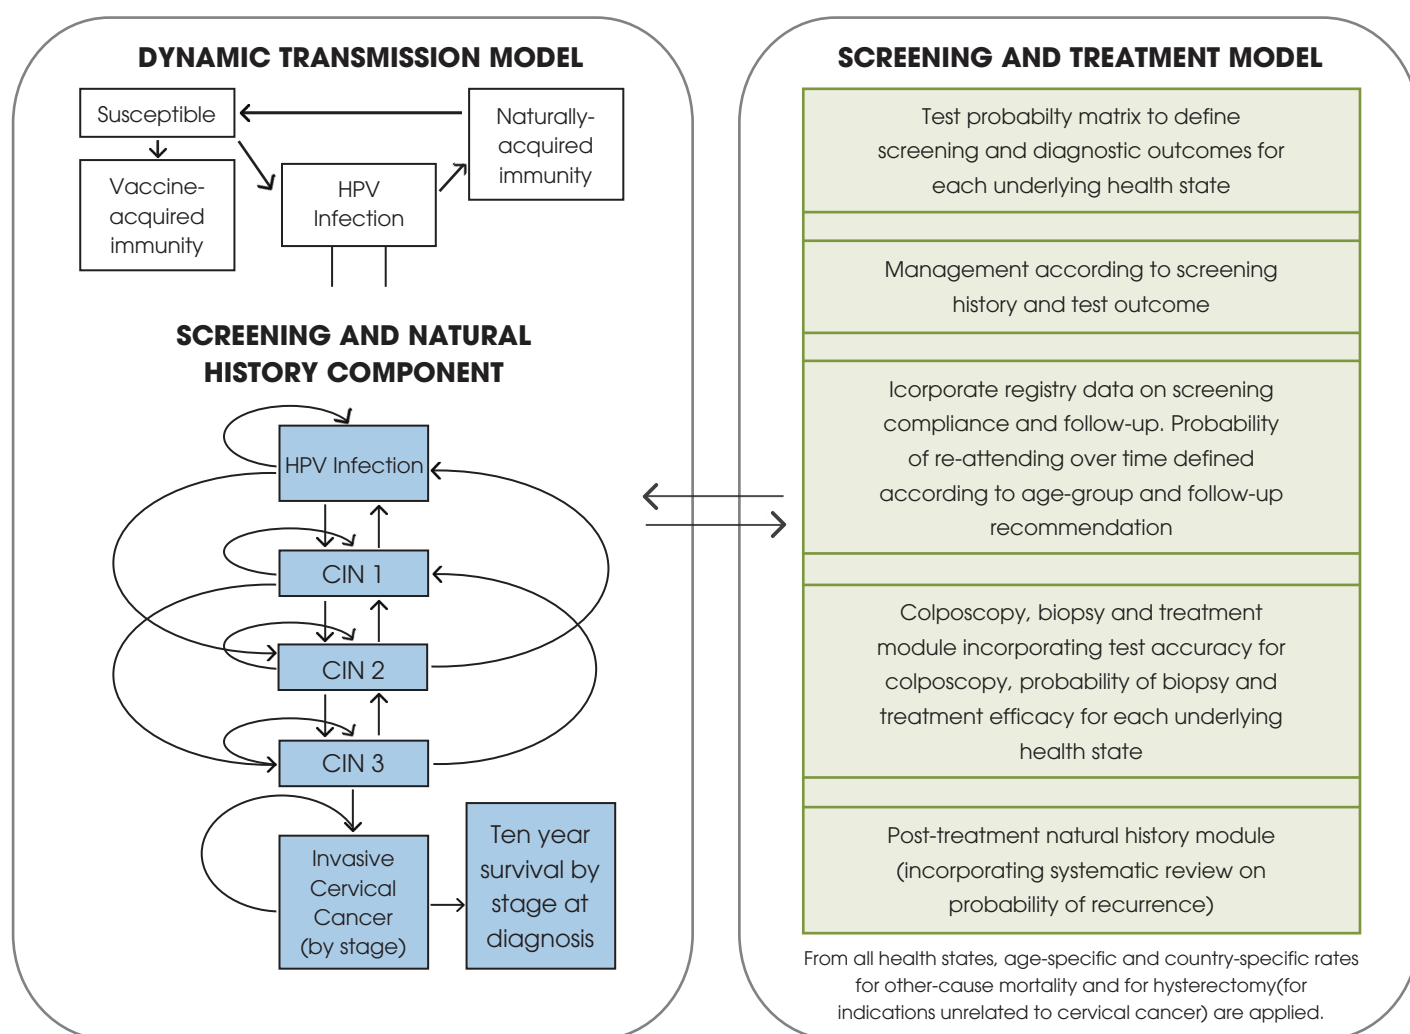 DYNAMIC TRANSMISSION MODEL
Susceptible
Vaccine-
acquired
immunity
HPV
Infection
Naturally-
acquired
immunity
SCREENING AND NATURAL
HISTORY COMPONENT
HPV Infection
CIN 1
CIN 2
CIN 3
Invasive
Cervical
Cancer
(by stage)
Ten year
survival by
stage at
diagnosis
SCREENING AND TREATMENT MODEL
Test probabilty matrix to define
screening and diagnostic outcomes for
each underlying health state
Management according to screening
history and test outcome
Icorporate registry data on screening
compliance and follow-up. Probability
of re-attending over time defined
according to age-group and follow-up
recommendation
Colposcopy, biopsy and treatment
module incorporating test accuracy for
colposcopy, probability of biopsy and
treatment efficacy for each underlying
health state
Post-treatment natural history module
(incorporating systematic review on
probability of recurrence)
From all health states, age-specific and country-specific rates
for other-cause mortality and for hysterectomy(for
indications unrelated to cervical cancer) are applied.